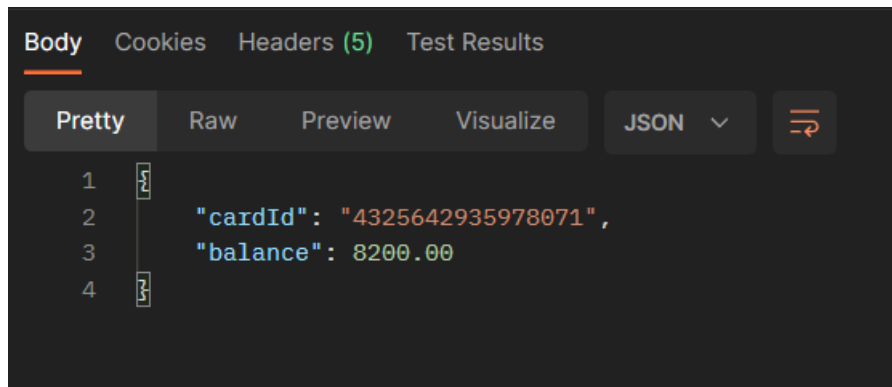 Body Cookies Headers (5) Test Results
Pretty Raw Preview Visualize JSON
1 {
2 "cardId": "4325642935978071",
3 "balance": 8200.00
4 }